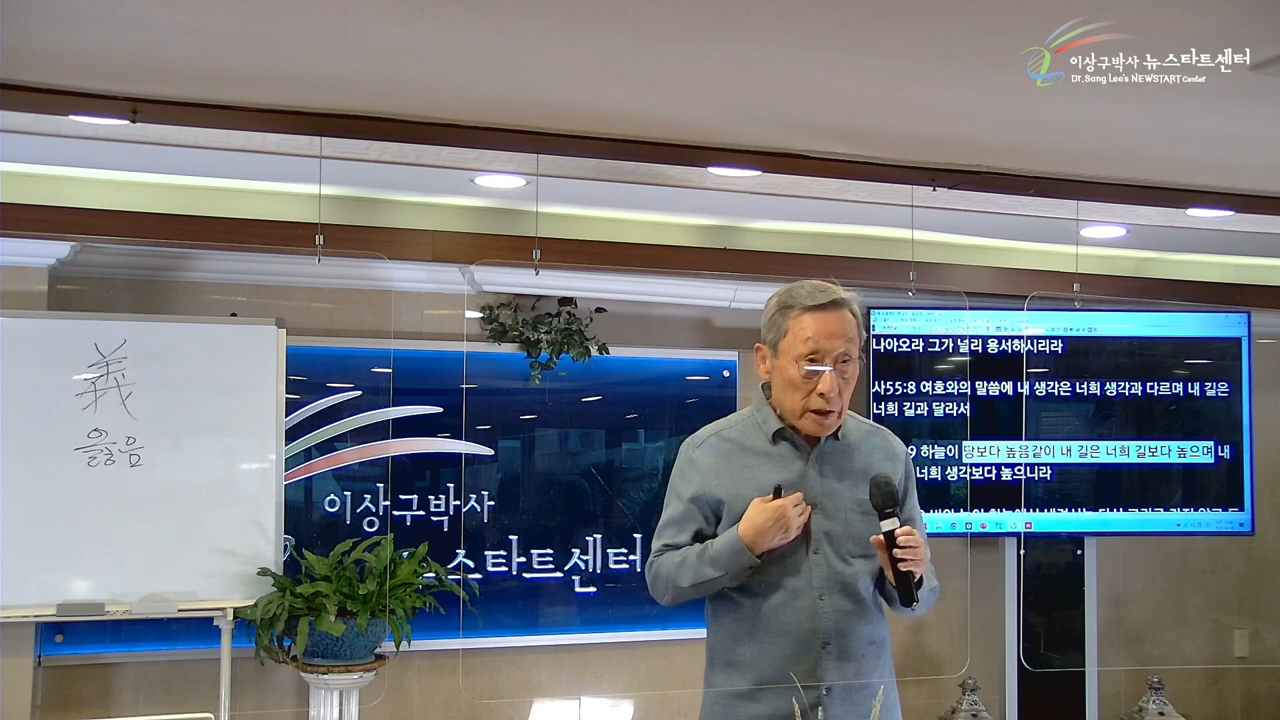 이상구박사 뉴스타트센터
Dr. Sang Lee's NEWSTART Center
義
옳음
이상구박사
뉴스타트센터
나아오라 그가 널리 용서하시리라
사55:8 여호와의 말씀에 내 생각은 너희 생각과 다르며 내 길은
너희 길과 달라서
9 하늘이 땅보다 높음같이 내 길은 너희 길보다 높으며 내
너희 생각보다 높으니라